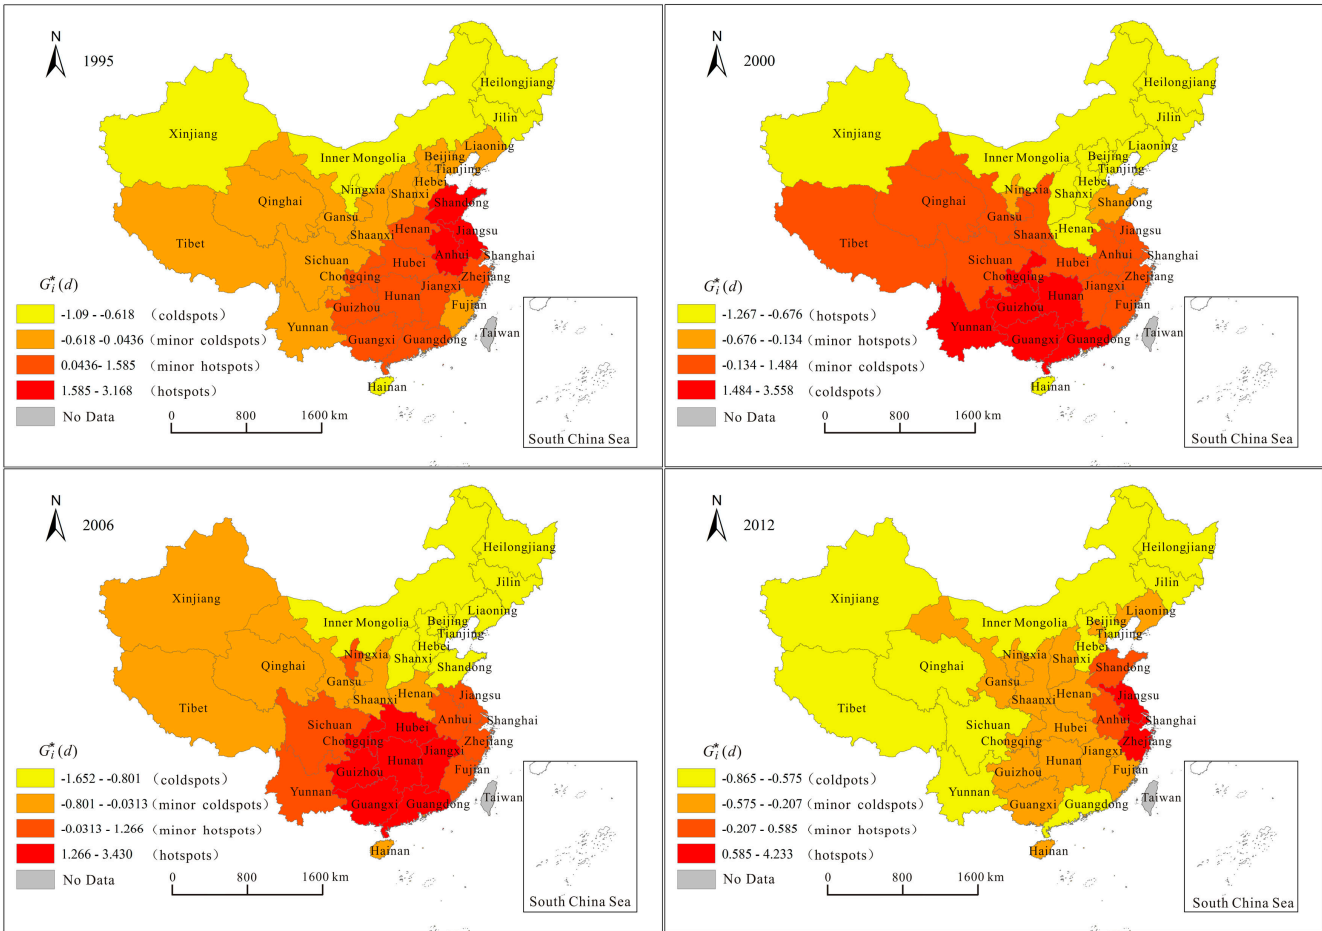 N
1995
Heilongjiang
Jilin
Xinjiang
Liaoning
Inner Mongolia
Beijing
Tianjing
Hebei
Ningxia
Shanxi
Qinghai
Shandong
Gansu
Henan
Jiangsu
Shaanxi
Tibet
Sichuan
Anhui
Shanghai
Hubei
Chongqing
Zhejiang
Jiangxi
Hunan
Guizhou
Fujian
Yunnan
Taiwan
Guangxi
Guangdong
Hainan
G*i(d)
-1.09 - -0.618 (coldspots)
-0.618 -0.0436 (minor coldspots)
0.0436- 1.585 (minor hotspots)
1.585 - 3.168 (hotspots)
No Data
0 800 1600 km
South China Sea
N
2000
Heilongjiang
Jilin
Xinjiang
Liaoning
Inner Mongolia
Beijing
Tianjing
Hebei
Ningxia
Shanxi
Qinghai
Shandong
Gansu
Henan
Jiangsu
Shaanxi
Tibet
Sichuan
Anhui
Shanghai
Hubei
Chongqing
Zhejiang
Jiangxi
Hunan
Guizhou
Fujian
Yunnan
Taiwan
Guangxi
Guangdong
Hainan
G*i(d)
-1.267 - -0.676 (hotspots)
-0.676 - -0.134 (minor hotspots)
-0.134 - 1.484 (minor coldspots)
1.484 - 3.558 (coldspots)
No Data
0 800 1600 km
South China Sea
N
2006
Heilongjiang
Jilin
Xinjiang
Liaoning
Inner Mongolia
Beijing
Tianjing
Hebei
Ningxia
Shanxi
Qinghai
Shandong
Gansu
Henan
Jiangsu
Shaanxi
Tibet
Sichuan
Anhui
Shanghai
Hubei
Chongqing
Zhejiang
Jiangxi
Hunan
Guizhou
Fujian
Yunnan
Taiwan
Guangxi
Guangdong
Hainan
G*i(d)
-1.652 - -0.801 (coldspots)
-0.801 - -0.0313 (minor coldspots)
-0.0313 - 1.266 (minor hotspots)
1.266 - 3.430 (hotspots)
No Data
0 800 1600 km
South China Sea
N
2012
Heilongjiang
Jilin
Xinjiang
Liaoning
Inner Mongolia
Beijing
Tianjing
Hebei
Ningxia
Shanxi
Qinghai
Shandong
Gansu
Henan
Jiangsu
Shaanxi
Tibet
Sichuan
Anhui
Shanghai
Hubei
Chongqing
Zhejiang
Jiangxi
Hunan
Guizhou
Fujian
Yunnan
Taiwan
Guangxi
Guangdong
Hainan
G*i(d)
-0.865 - -0.575 (coldspots)
-0.575 - -0.207 (minor coldspots)
-0.207 - 0.585 (minor hotspots)
0.585 - 4.233 (hotspots)
No Data
0 800 1600 km
South China Sea